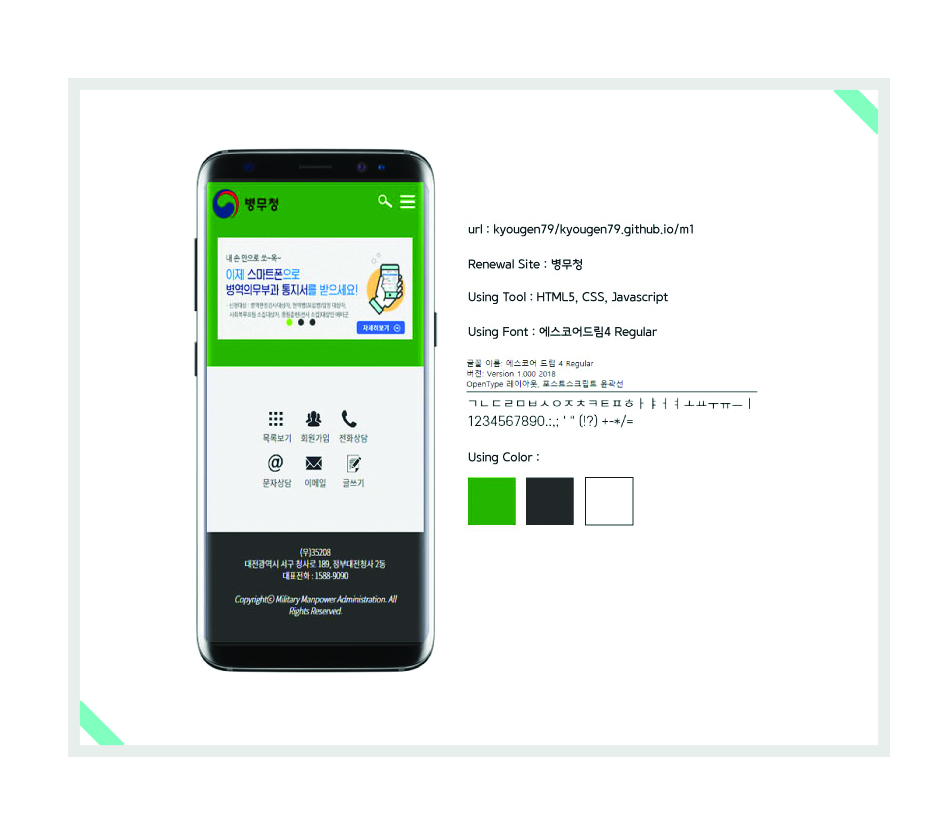 병무청
내 손 안으로 쏘~옥~
이제 스마트폰으로
병역의무부과 통지서를 받으세요!
자세히보기
목록보기 회원가입 전화상담
문자상담 이메일 글쓰기
(우)35208
대전광역시 서구 청사로 189, 정부대전청사 2동
대표전화 : 1588-9090
Copyrightⓒ Military Manpower Administration. All
Rights Reserved.
url : kyougen79/kyougen79.github.io/m1
Renewal Site : 병무청
Using Tool : HTML5, CSS, Javascript
Using Font : 에스코어드림4 Regular
글꼴 이름: 에스코어 드림 4 Regular
버전: Version 1.000 2018
OpenType 레이아웃, 포스트스크립트 윤곽선
ㄱㄴㄷㄹㅁㅂㅅㅇㅈㅊㅋㅌㅍㅎㅏㅑㅓㅕㅗㅛㅜㅠㅡㅣ
1234567890.:,; ' " (!?) +-*/=
Using Color :